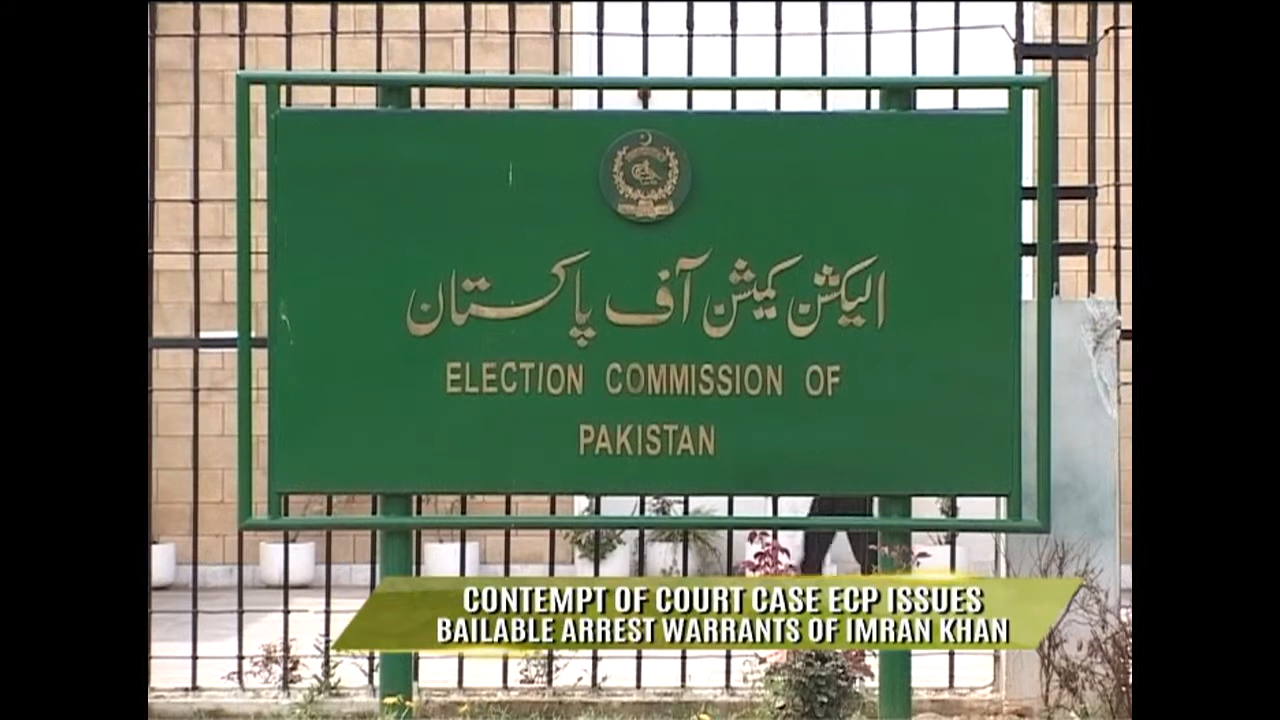 الیکشن کمیشن آف پاکستان
ELECTION COMMISSION OF
PAKISTAN
CONTEMPT OF COURT CASE ECP ISSUES
BAILABLE ARREST WARRANTS OF IMRAN KHAN